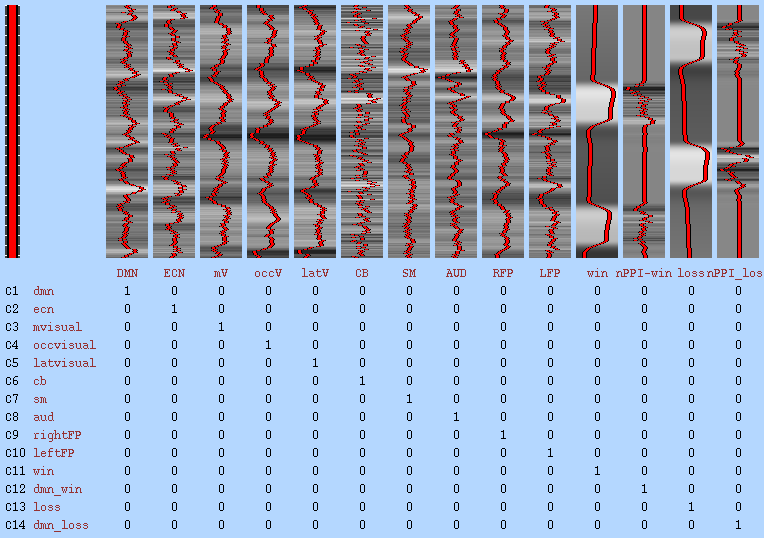 DMN ECN mV occV latV CB SM AUD RFP LFP win nPPI-win loss nPPI_los
C1 dmn 1 0 0 0 0 0 0 0 0 0 0 0 0 0
C2 ecn 0 1 0 0 0 0 0 0 0 0 0 0 0 0
C3 mvisual 0 0 1 0 0 0 0 0 0 0 0 0 0 0
C4 occvisual 0 0 0 1 0 0 0 0 0 0 0 0 0 0
C5 latvisual 0 0 0 0 1 0 0 0 0 0 0 0 0 0
C6 cb 0 0 0 0 0 1 0 0 0 0 0 0 0 0
C7 sm 0 0 0 0 0 0 1 0 0 0 0 0 0 0
C8 aud 0 0 0 0 0 0 0 1 0 0 0 0 0 0
C9 rightFP 0 0 0 0 0 0 0 0 1 0 0 0 0 0
C10 leftFP 0 0 0 0 0 0 0 0 0 1 0 0 0 0
C11 win 0 0 0 0 0 0 0 0 0 0 1 0 0 0
C12 dmn_win 0 0 0 0 0 0 0 0 0 0 0 1 0 0
C13 loss 0 0 0 0 0 0 0 0 0 0 0 0 1 0
C14 dmn_loss 0 0 0 0 0 0 0 0 0 0 0 0 0 1